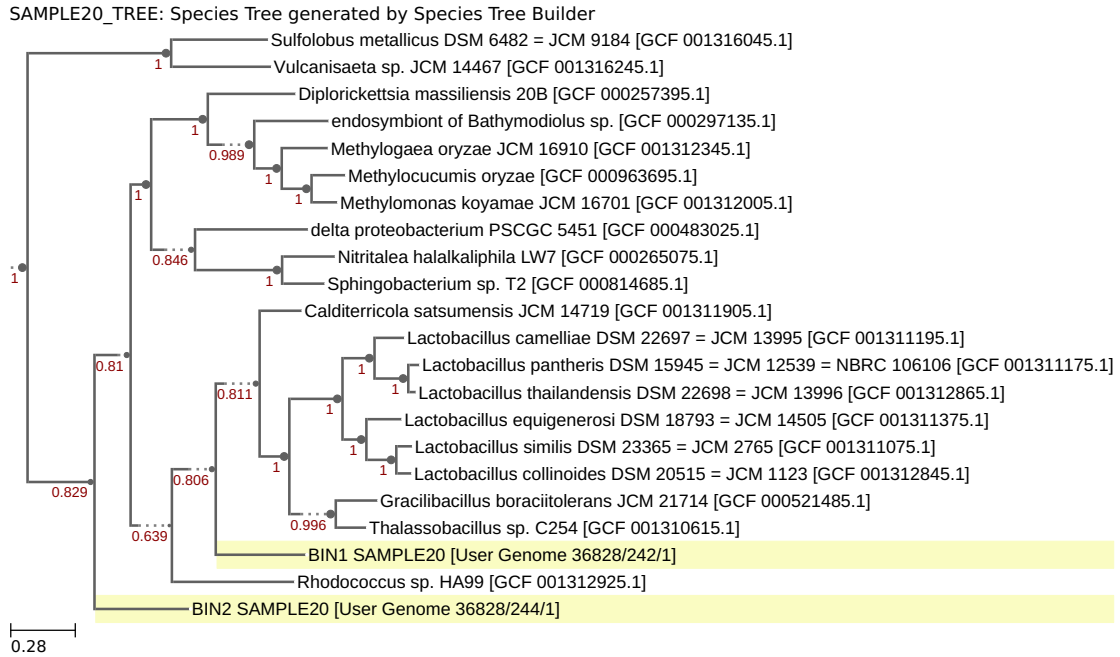 SAMPLE20_TREE: Species Tree generated by Species Tree Builder
Sulfolobus metallicus DSM 6482 = JCM 9184 [GCF 001316045.1]
1
Vulcanisaeta sp. JCM 14467 [GCF 001316245.1]
Diplorickettsia massiliensis 20B [GCF 000257395.1]
1
endosymbiont of Bathymodiolus sp. [GCF 000297135.1]
0.989
Methylogaea oryzae JCM 16910 [GCF 001312345.1]
1
Methylocucumis oryzae [GCF 000963695.1]
1
1
Methylomonas koyamae JCM 16701 [GCF 001312005.1]
delta proteobacterium PSCGC 5451 [GCF 000483025.1]
0.846
Nitritalea halalkaliphila LW7 [GCF 000265075.1]
1
1
Sphingobacterium sp. T2 [GCF 000814685.1]
Calditerricola satsumensis JCM 14719 [GCF 001311905.1]
Lactobacillus camelliae DSM 22697 = JCM 13995 [GCF 001311195.1]
0.81
1
Lactobacillus pantheris DSM 15945 = JCM 12539 = NBRC 106106 [GCF 001311175.1]
1
0.811
Lactobacillus thailandensis DSM 22698 = JCM 13996 [GCF 001312865.1]
1
Lactobacillus equigenerosi DSM 18793 = JCM 14505 [GCF 001311375.1]
1
Lactobacillus similis DSM 23365 = JCM 2765 [GCF 001311075.1]
1
1
Lactobacillus collinoides DSM 20515 = JCM 1123 [GCF 001312845.1]
0.806
0.829
Gracilibacillus boraciitolerans JCM 21714 [GCF 000521485.1]
0.996
Thalassobacillus sp. C254 [GCF 001310615.1]
0.639
BIN1 SAMPLE20 [User Genome 36828/242/1]
Rhodococcus sp. HA99 [GCF 001312925.1]
BIN2 SAMPLE20 [User Genome 36828/244/1]
0.28